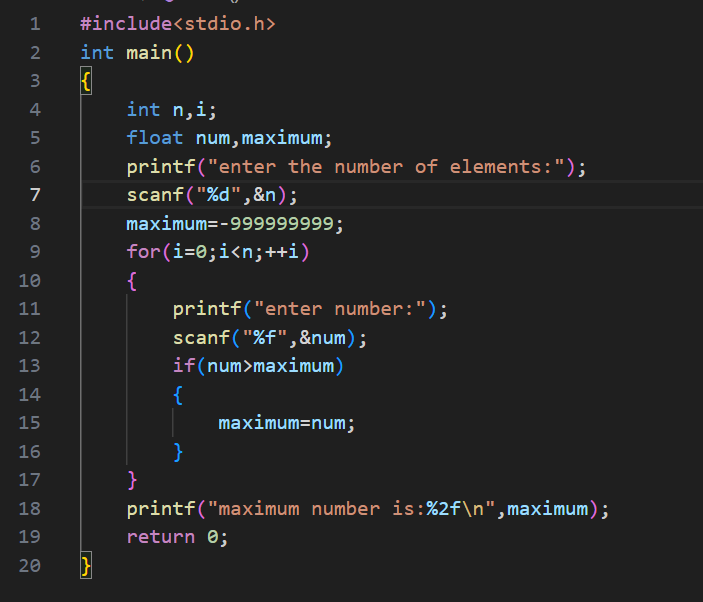 1 #include<stdio.h>
2 int main()
3 {
4 int n,i;
5 float num,maximum;
6 printf("enter the number of elements:");
7 scanf("%d",&n);
8 maximum=-999999999;
9 for(i=0;i<n;++i)
10 {
11 printf("enter number:");
12 scanf("%f",&num);
13 if(num>maximum)
14 {
15 maximum=num;
16 }
17 }
18 printf("maximum number is:%2f\n",maximum);
19 return 0;
20 }